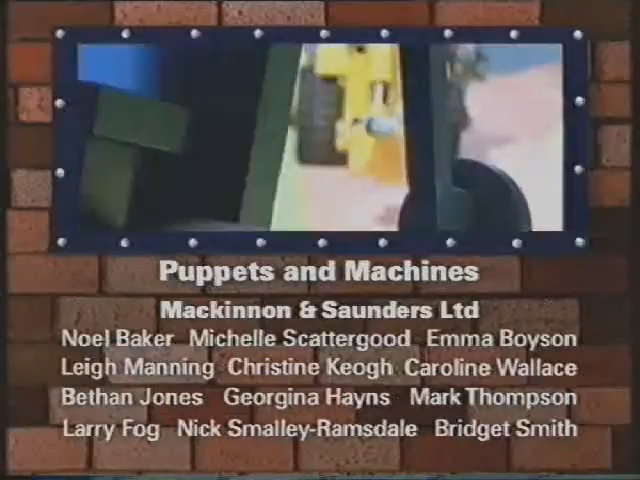 Puppets and Machines
Mackinnon & Saunders Ltd
Noel Baker Michelle Scattergood Emma Boyson
Leigh Manning Christine Keogh Caroline Wallace
Bethan Jones Georgina Hayns Mark Thompson
Larry Fog Nick Smalley-Ramsdale Bridget Smith